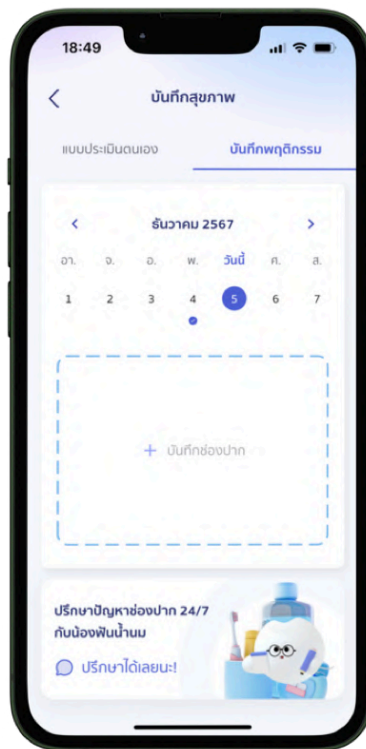 18:49
บันทึกสุขภาพ
แบบประเมินตนเอง บันทึกพฤติกรรม
ธันวาคม 2567
อา. จ. อ. พ. วันนี้ ศ. ส.
1 2 3 4 5 6 7
+ บันทึกช่องปาก
ปรึกษาปัญหาช่องปาก 24/7
กับน้องฟันน้ำนม
ปรึกษาได้เลยนะ!